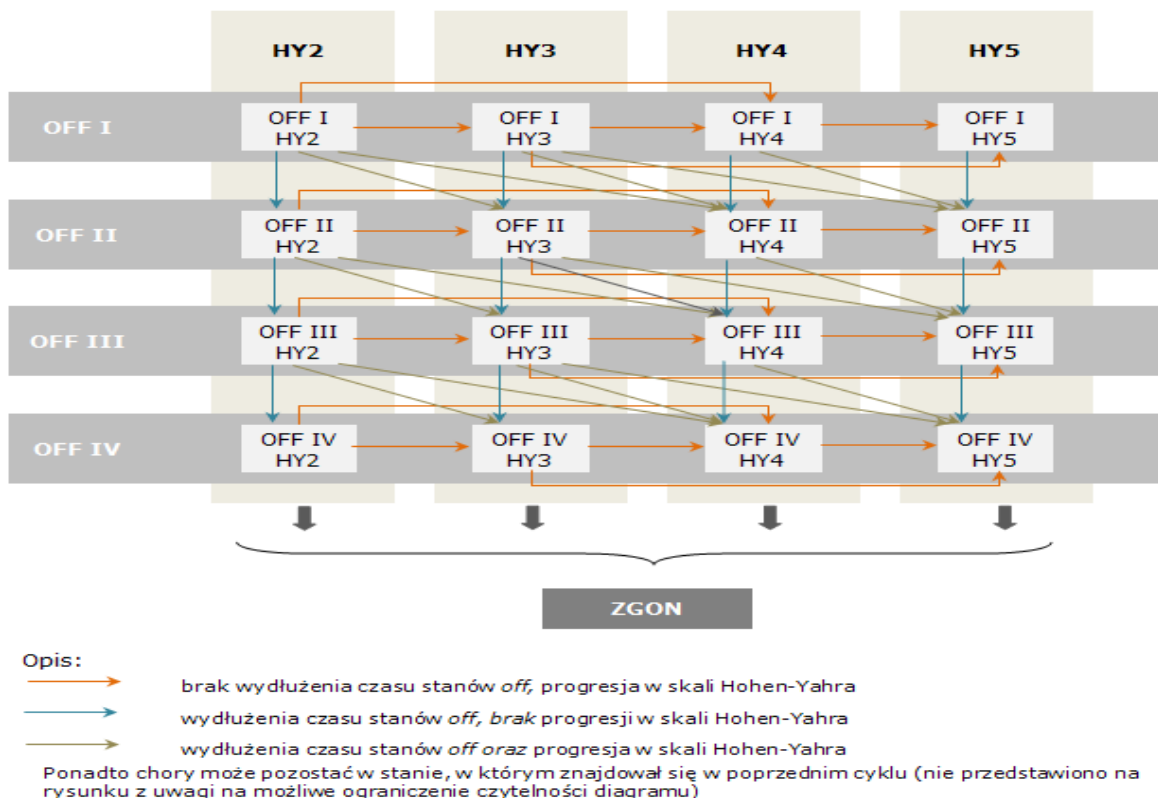 HY2 HY3 HY4 HY5
OFF I
OFF I
HY2
OFF I
HY3
OFF I
HY4
OFF I
HY5
OFF II
OFF II
HY2
OFF II
HY3
OFF II
HY4
OFF II
HY5
OFF III
OFF III
HY2
OFF III
HY3
OFF III
HY4
OFF III
HY5
OFF IV
OFF IV
HY2
OFF IV
HY3
OFF IV
HY4
OFF IV
HY5
ZGON
Opis:
brak wydłużenia czasu stanów off, progresja w skali Hohen-Yahra
wydłużenia czasu stanów off, brak progresji w skali Hohen-Yahra
wydłużenia czasu stanów off oraz progresja w skali Hohen-Yahra
Ponadto chory może pozostać w stanie, w którym znajdował się w poprzednim cyklu (nie przedstawiono na
rysunku z uwagi na możliwe ograniczenie czytelności diagramu)